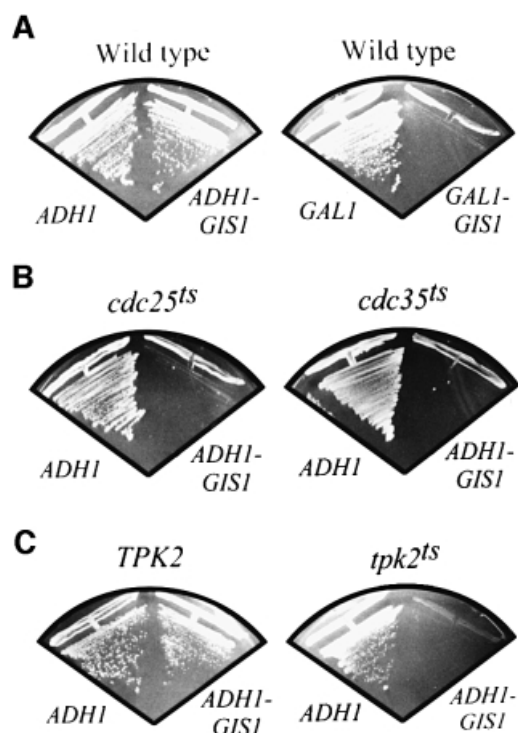 A
Wild type
Wild type
ADH1
ADH1-
GIS1
GAL1
GAL1-
GIS1
B
cdc25ts
cdc35ts
ADH1
ADH1-
GIS1
ADH1
ADH1-
GIS1
C
TPK2
tpk2ts
ADH1
ADH1-
GIS1
ADH1
ADH1-
GIS1